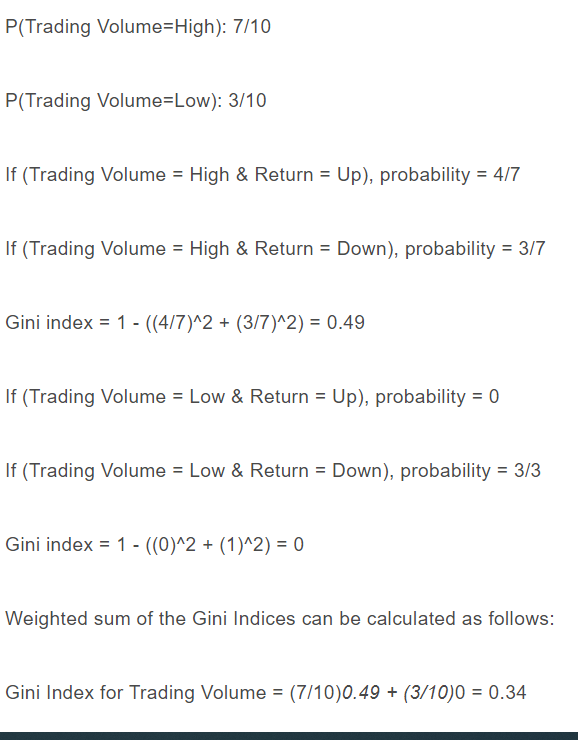 P(Trading Volume=High): 7/10
P(Trading Volume=Low): 3/10
If (Trading Volume = High & Return = Up), probability = 4/7
If (Trading Volume = High & Return = Down), probability = 3/7
Gini index = 1 - ((4/7)^2 + (3/7)^2) = 0.49
If (Trading Volume = Low & Return = Up), probability = 0
If (Trading Volume = Low & Return = Down), probability = 3/3
Gini index = 1 - ((0)^2 + (1)^2) = 0
Weighted sum of the Gini Indices can be calculated as follows:
Gini Index for Trading Volume = (7/10)0.49 + (3/10)0 = 0.34